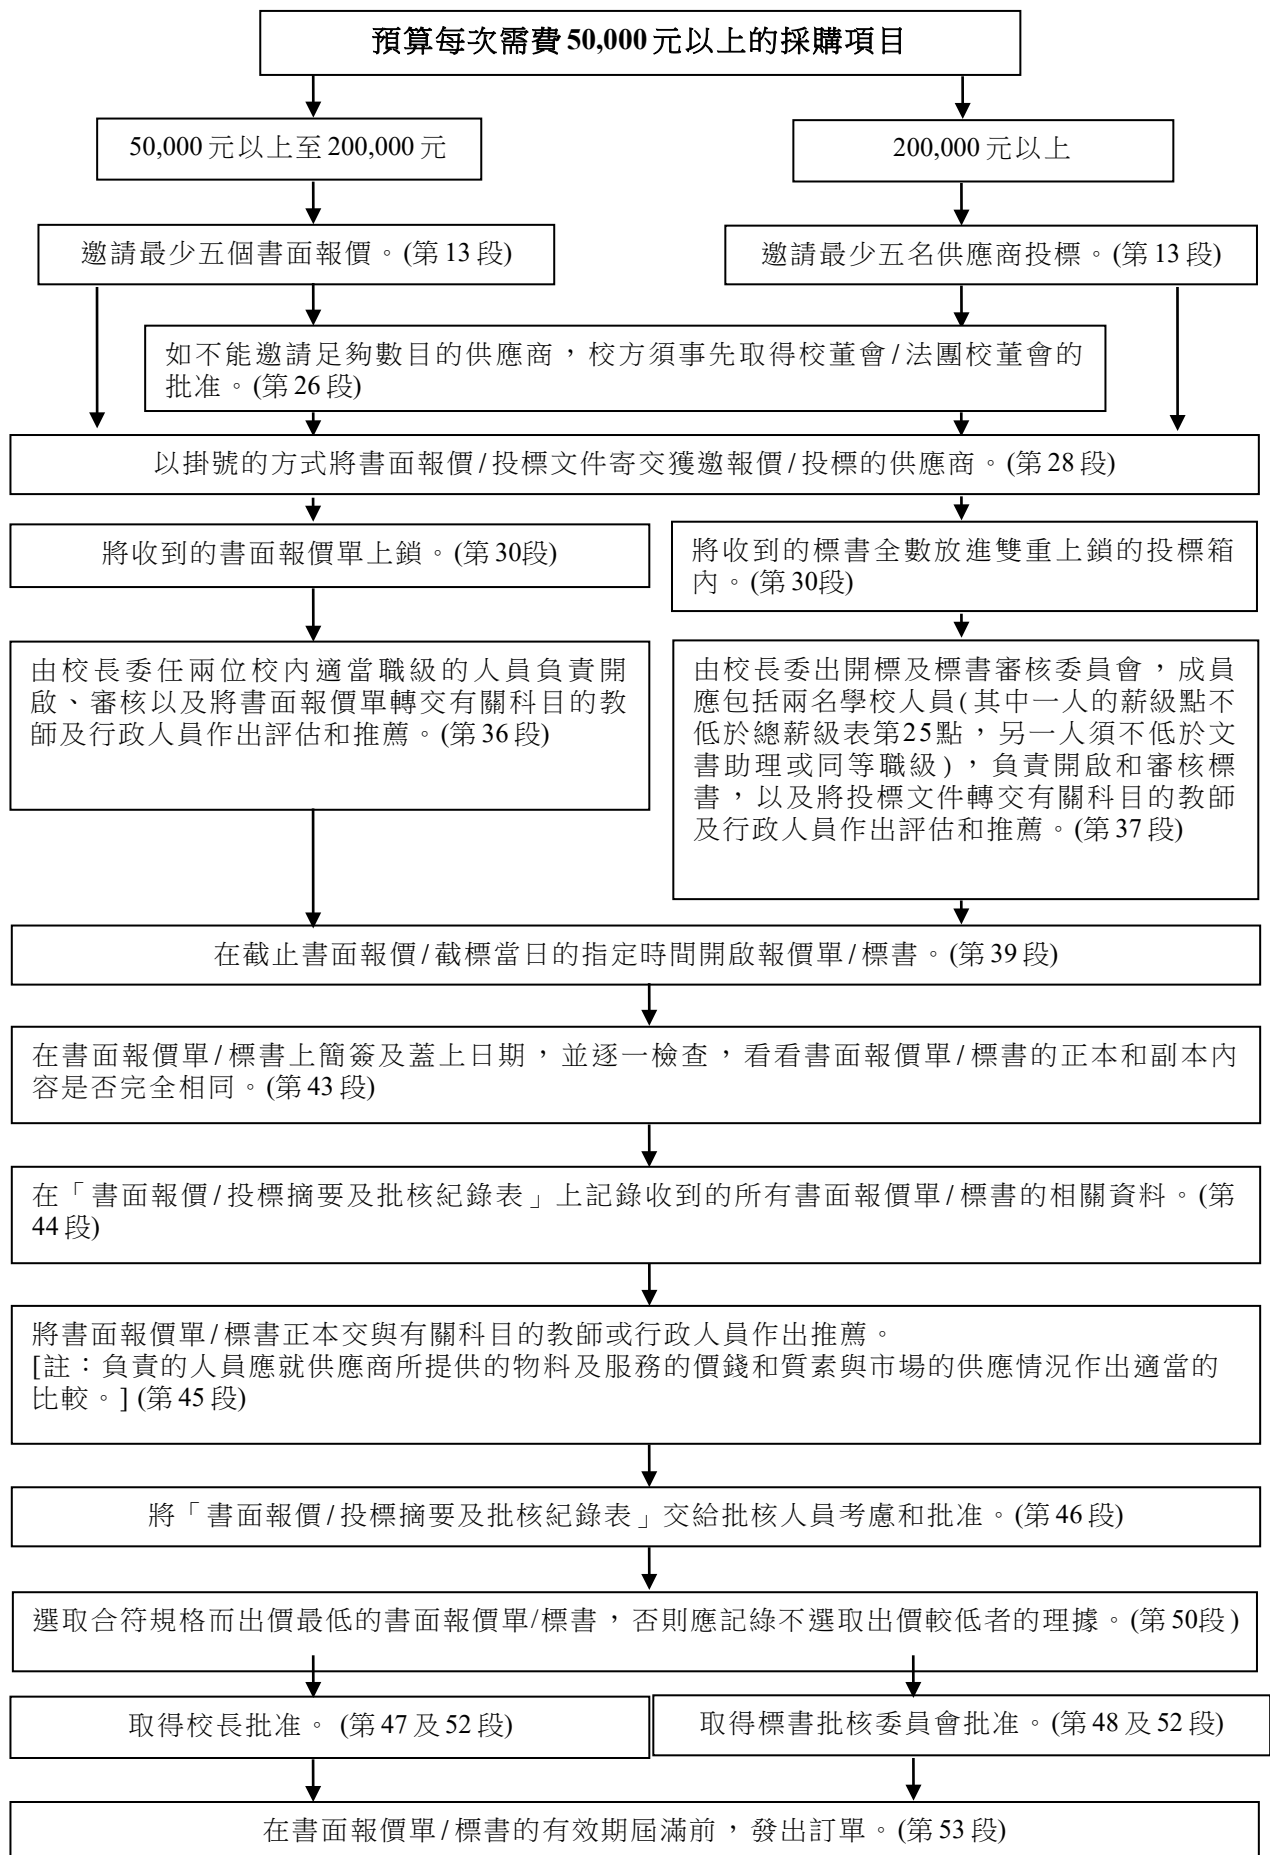 預算每次需費50,000元以上的採購項目
50,000元以上至200,000元
200,000元以上
邀請最少五個書面報價。(第13段)
邀請最少五名供應商投標。(第13段)
如不能邀請足夠數目的供應商，校方須事先取得校董會/法團校董會的
批准。(第26段)
以掛號的方式將書面報價/投標文件寄交獲邀報價/投標的供應商。(第28段)
將收到的書面報價單上鎖。(第30段)
將收到的標書全數放進雙重上鎖的投標箱
內。(第30段)
由校長委任兩位校內適當職級的人員負責開
啟、審核以及將書面報價單轉交有關科目的教
師及行政人員作出評估和推薦。(第36段)
由校長委出開標及標書審核委員會，成員
應包括兩名學校人員(其中一人的薪級點不
低於總薪級表第25點，另一人須不低於文
書助理或同等職級)，負責開啟和審核標
書，以及將投標文件轉交有關科目的教師
及行政人員作出評估和推薦。(第37段)
在截止書面報價/截標當日的指定時間開啟報價單/標書。(第39段)
在書面報價單/標書上簡簽及蓋上日期，並逐一檢查，看看書面報價單/標書的正本和副本內
容是否完全相同。(第43段)
在「書面報價/投標摘要及批核紀錄表」上記錄收到的所有書面報價單/標書的相關資料。(第
44段)
將書面報價單/標書正本交與有關科目的教師或行政人員作出推薦。
[註：負責的人員應就供應商所提供的物料及服務的價錢和質素與市場的供應情況作出適當的
比較。] (第45段)
將「書面報價/投標摘要及批核紀錄表」交給批核人員考慮和批准。(第46段)
選取合符規格而出價最低的書面報價單/標書，否則應記錄不選取出價較低者的理據。(第50段)
取得校長批准。 (第47及52段)
取得標書批核委員會批准。(第48及52段)
在書面報價單/標書的有效期屆滿前，發出訂單。(第53段)